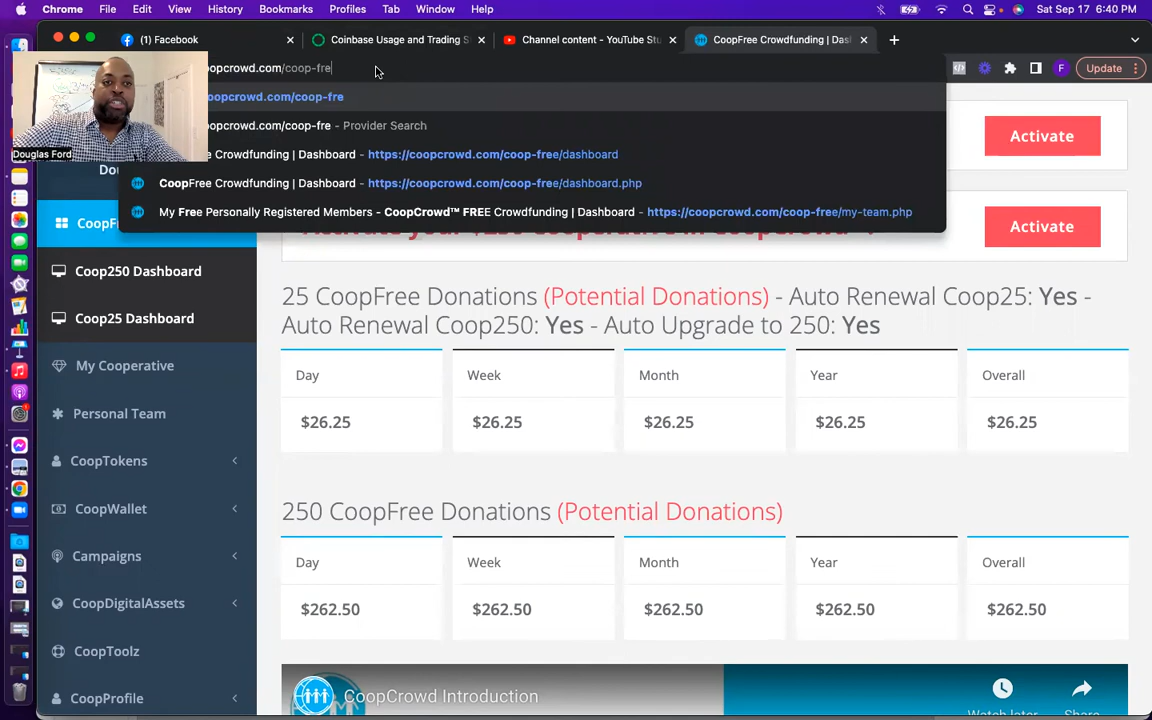 Chrome File Edit View History Bookmarks Profiles Tab Window Help Sat Sep 17 6:40 PM
(1) Facebook Coinbase Usage and Trading S Channel content - YouTube Stu CoopFree Crowdfunding | Das
opcrowd.com/coop-fre F Update
opcrowd.com/coop-fre
opcrowd.com/coop-fre - Provider Search
Douglas Ford
e Crowdfunding | Dashboard - https://coopcrowd.com/coop-free/dashboard
Activate
Dou
CoopFree Crowdfunding | Dashboard - https://coopcrowd.com/coop-free/dashboard.php
My Free Personally Registered Members - CoopCrowd™ FREE Crowdfunding | Dashboard - https://coopcrowd.com/coop-free/my-team.php
CoopF
Activate
Coop250 Dashboard
Coop25 Dashboard
My Cooperative
Personal Team
CoopTokens
CoopWallet
Campaigns
CoopDigitalAssets
CoopToolz
CoopProfile
25 CoopFree Donations (Potential Donations) - Auto Renewal Coop25: Yes -
Auto Renewal Coop250: Yes - Auto Upgrade to 250: Yes
Day Week Month Year Overall
$26.25 $26.25 $26.25 $26.25 $26.25
250 CoopFree Donations (Potential Donations)
Day Week Month Year Overall
$262.50 $262.50 $262.50 $262.50 $262.50
CoopCrowd Introduction
Watch later Share